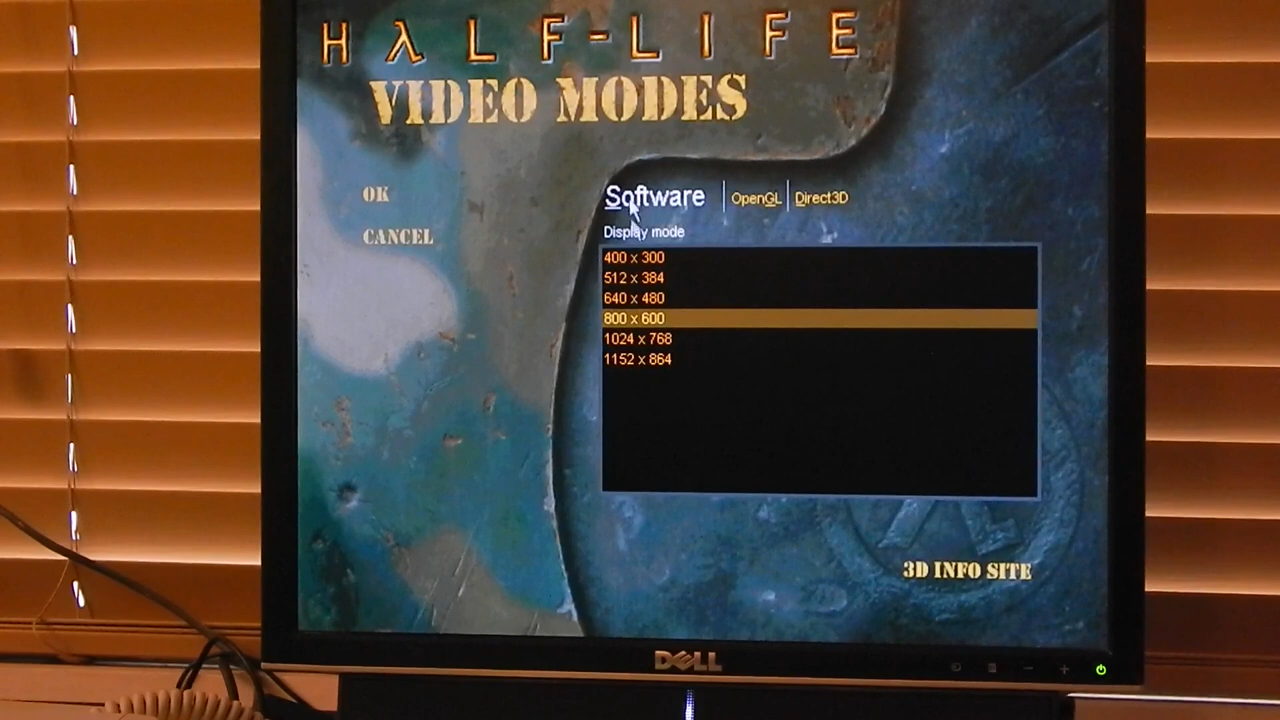 HλLF-LIFE
VIDEO MODES
OK
CANCEL
Software
OpenGL
Direct3D
Display mode
400 x 300
512 x 384
640 x 480
800 x 600
1024 x 768
1152 x 864
3D INFO SITE
DELL